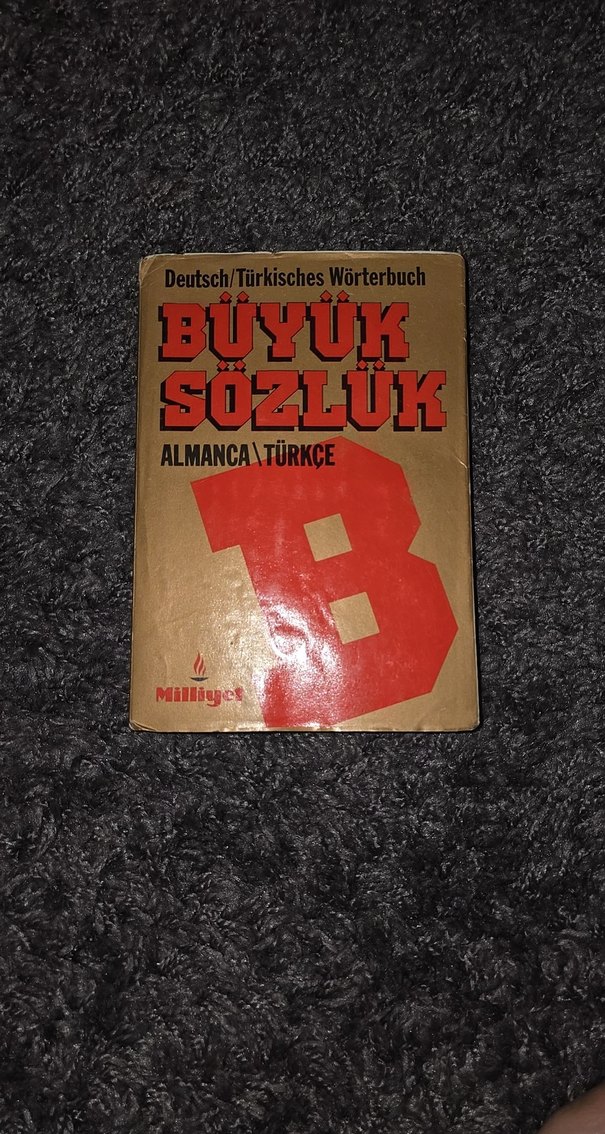 Deutsch/Türkisches Wörterbuch
BÜYÜK
SÖZLÜK
ALMANCA\TÜRKÇE
B
Milliyet